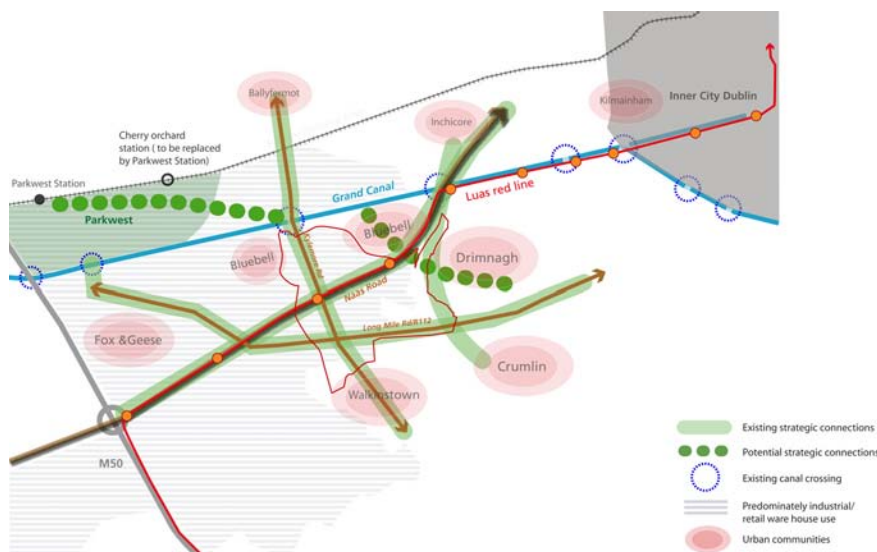 Ballyfermot
Kilmainham
Inner City Dublin
Inchicore
Cherry orchard
station ( to be replaced
by Parkwest Station)
Parkwest Station
Grand Canal
Luas red line
Parkwest
Bluebell
Bluebell
Drimnagh
Kylemore Rd
Naas Road
Long Mile Rd/R112
Fox &Geese
Crumlin
Walkinstown
M50
Existing strategic connections
Potential strategic connections
Existing canal crossing
Predominately industrial/
retail ware house use
Urban communities